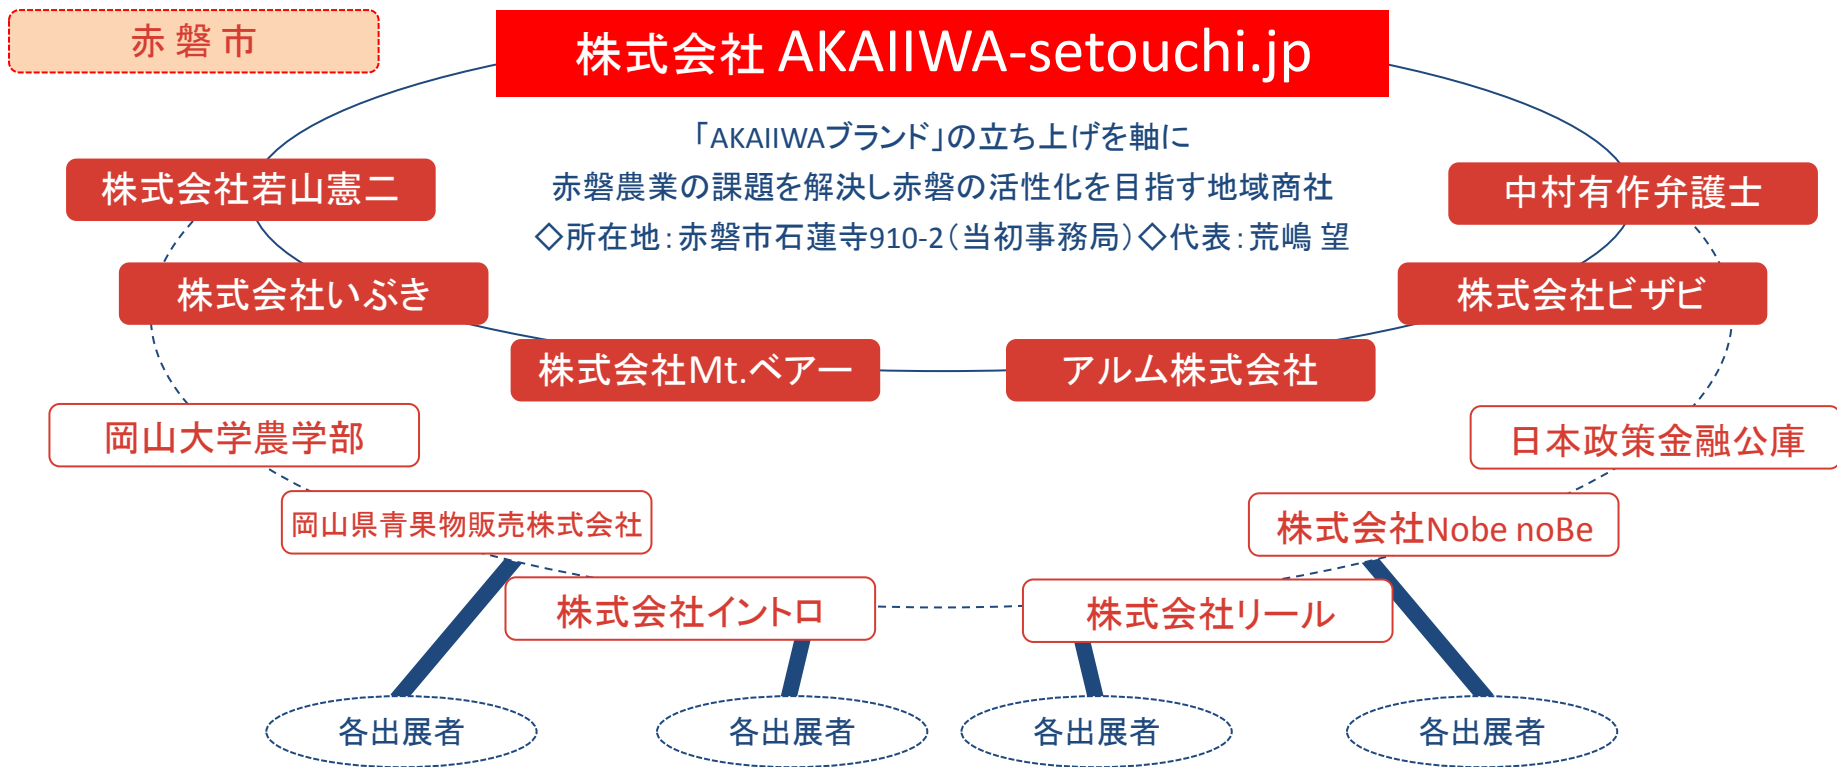 赤磐市
株式会社 AKAIIWA-setouchi.jp
「AKAIIWAブランド」の立ち上げを軸に
赤磐農業の課題を解決し赤磐の活性化を目指す地域商社
◇所在地：赤磐市石蓮寺910-2（当初事務局）◇代表：荒嶋 望
株式会社若山憲二
中村有作弁護士
株式会社いぶき
株式会社ビザビ
株式会社Mt.ベアー
アルム株式会社
岡山大学農学部
日本政策金融公庫
岡山県青果物販売株式会社
株式会社Nobe noBe
株式会社イントロ
株式会社リール
各出展者
各出展者
各出展者
各出展者